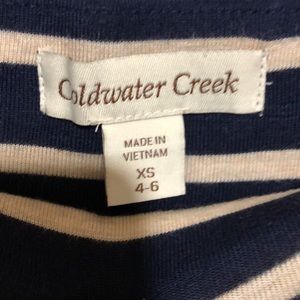 Coldwater Creek
MADE IN
VIETNAM
XS
4-6